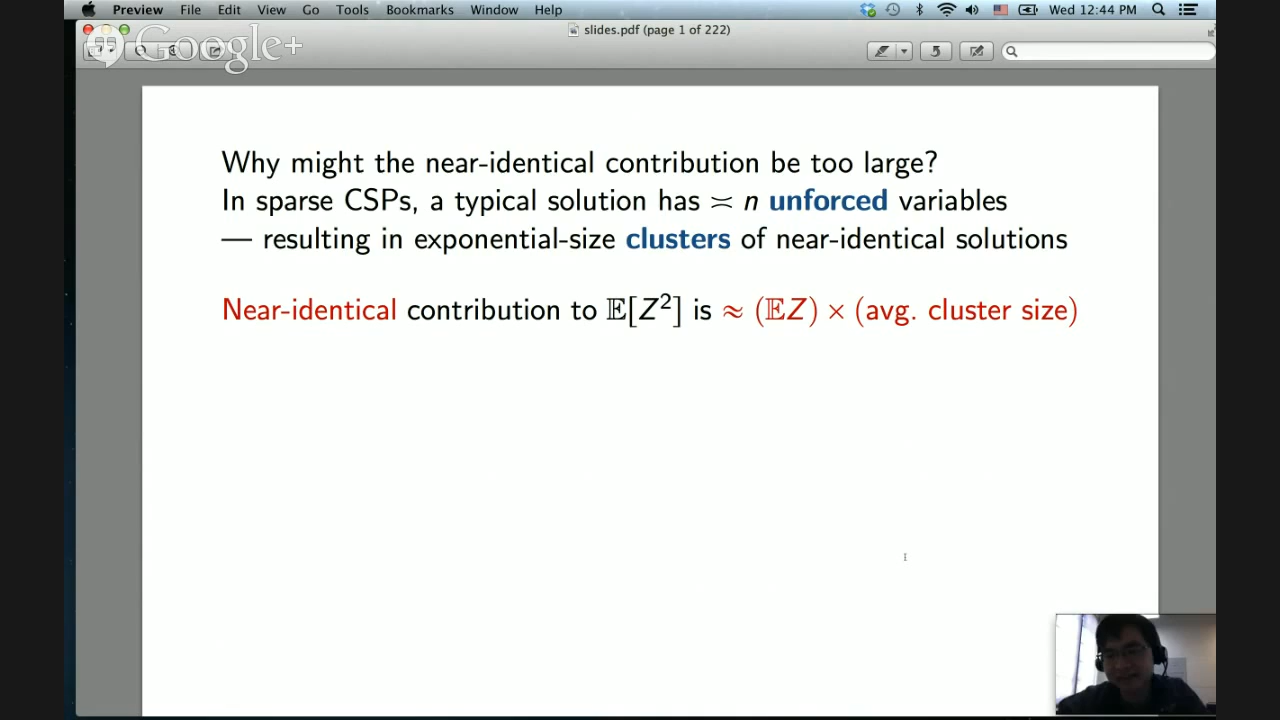 Preview File Edit View Go Tools Bookmarks Window Help Wed 12:44 PM
slides.pdf (page 1 of 222)
Google+
Why might the near-identical contribution be too large?
In sparse CSPs, a typical solution has ≍ n unforced variables
— resulting in exponential-size clusters of near-identical solutions
Near-identical contribution to 𝔼[Z²] is ≈ (𝔼Z) × (avg. cluster size)